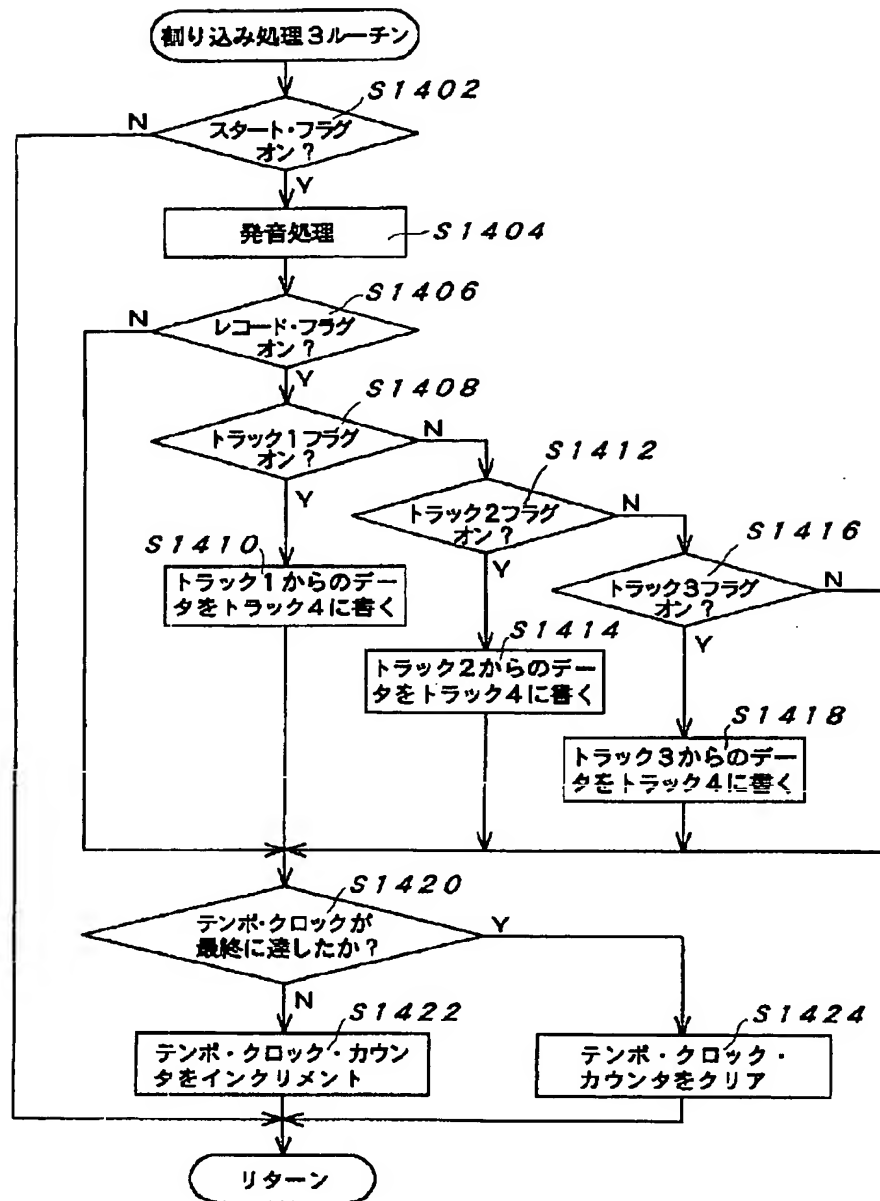 割り込み処理3ルーチン
S1402
N
スタート・フラグ
オン？
Y
発音処理
S1404
S1406
N
レコード・フラグ
オン？
Y
S1408
トラック1フラグ
オン？
N
Y
S1412
トラック2フラグ
オン？
N
Y
S1416
トラック3フラグ
オン？
N
Y
S1410
トラック1からのデー
タをトラック4に書く
S1414
トラック2からのデー
タをトラック4に書く
S1418
トラック3からのデー
タをトラック4に書く
S1420
テンポ・クロックが
最終に達したか？
Y
N
S1422
テンポ・クロック・カウン
タをインクリメント
S1424
テンポ・クロック・
カウンタをクリア
リターン